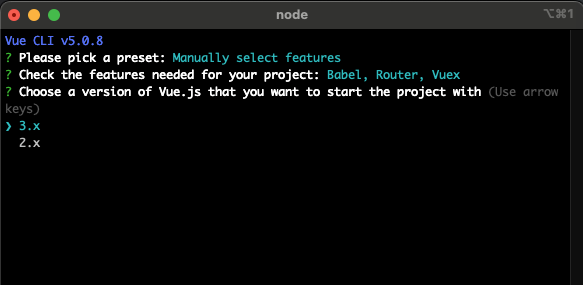 node
⌥⌘1
Vue CLI v5.0.8
? Please pick a preset: Manually select features
? Check the features needed for your project: Babel, Router, Vuex
? Choose a version of Vue.js that you want to start the project with (Use arrow
keys)
❯ 3.x
2.x